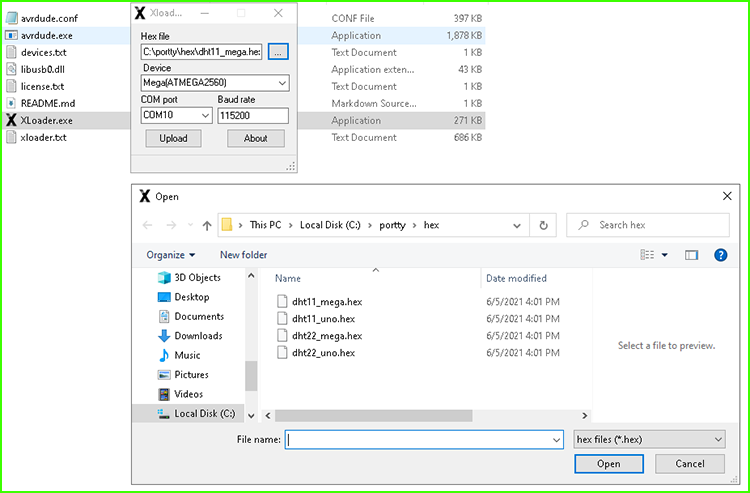 avrdude.conf CONF File 397 KB
avrdude.exe Application 1,878 KB
devices.txt Text Document 1 KB
libusb0.dll Application exten... 43 KB
license.txt Text Document 1 KB
README.md Markdown Source... 1 KB
XLoader.exe Application 271 KB
xloader.txt Text Document 686 KB
Xload...
Hex file
C:\portty\hex\dht11_mega.he
...
Device
Mega(ATMEGA2560)
COM port Baud rate
COM10 115200
Upload About
Open
This PC > Local Disk (C:) > portty > hex
Search hex
Organize New folder
3D Objects
Desktop
Documents
Downloads
Music
Pictures
Videos
Local Disk (C:)
Name Date modified
dht11_mega.hex 6/5/2021 4:01 PM
dht11_uno.hex 6/5/2021 4:01 PM
dht22_mega.hex 6/5/2021 4:01 PM
dht22_uno.hex 6/5/2021 4:01 PM
Select a file to preview.
File name: hex files (*.hex)
Open Cancel